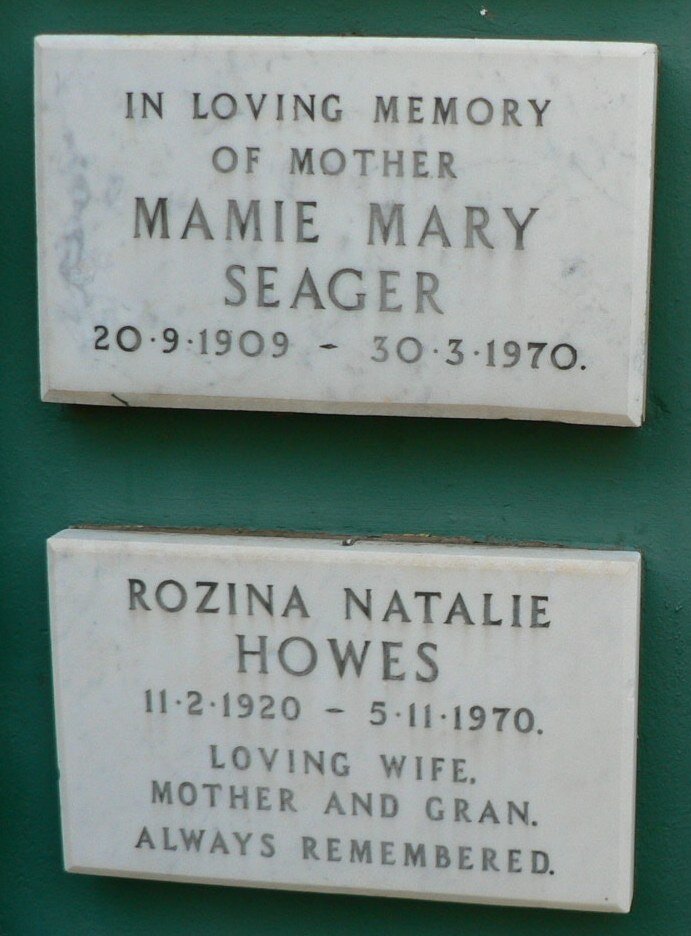 IN LOVING MEMORY
OF MOTHER
MAMIE MARY
SEAGER
20·9·1909 - 30·3·1970.
ROZINA NATALIE
HOWES
11·2·1920 - 5·11·1970.
LOVING WIFE,
MOTHER AND GRAN.
ALWAYS REMEMBERED.